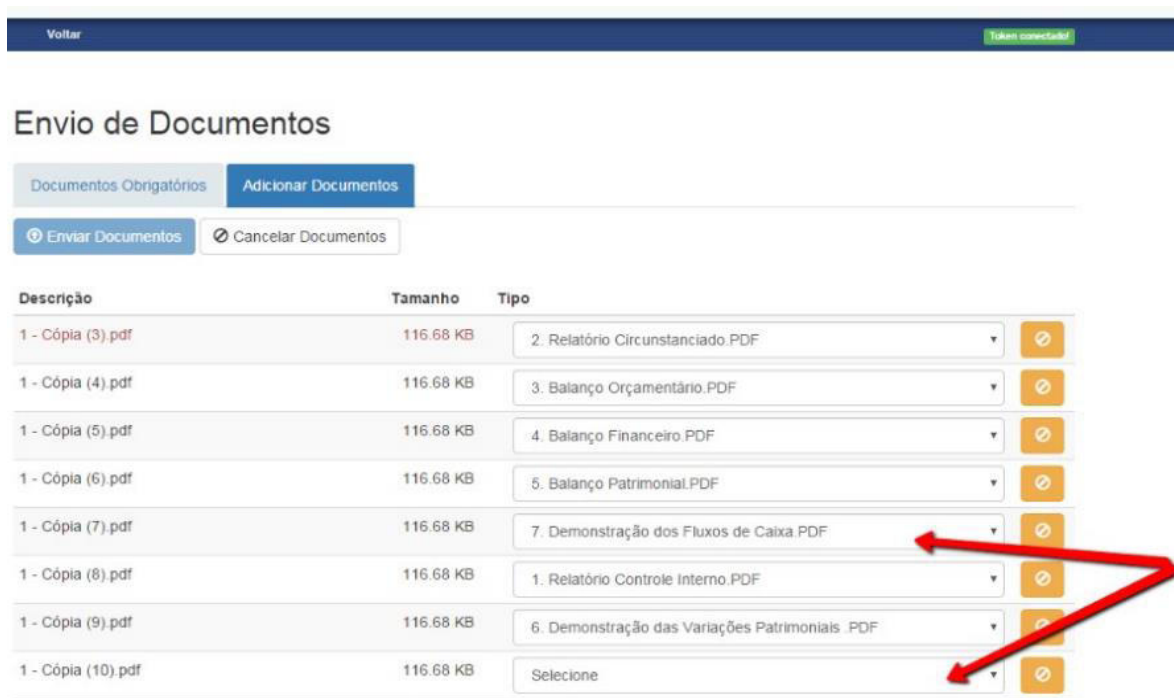 Voltar Token conectado!
Envio de Documentos
Documentos Obrigatórios Adicionar Documentos
Enviar Documentos Cancelar Documentos
Descrição Tamanho Tipo
1 - Cópia (3).pdf 116.68 KB 2. Relatório Circunstanciado.PDF
1 - Cópia (4).pdf 116.68 KB 3. Balanço Orçamentário.PDF
1 - Cópia (5).pdf 116.68 KB 4. Balanço Financeiro.PDF
1 - Cópia (6).pdf 116.68 KB 5. Balanço Patrimonial.PDF
1 - Cópia (7).pdf 116.68 KB 7. Demonstração dos Fluxos de Caixa.PDF
1 - Cópia (8).pdf 116.68 KB 1. Relatório Controle Interno.PDF
1 - Cópia (9).pdf 116.68 KB 6. Demonstração das Variações Patrimoniais .PDF
1 - Cópia (10).pdf 116.68 KB Selecione